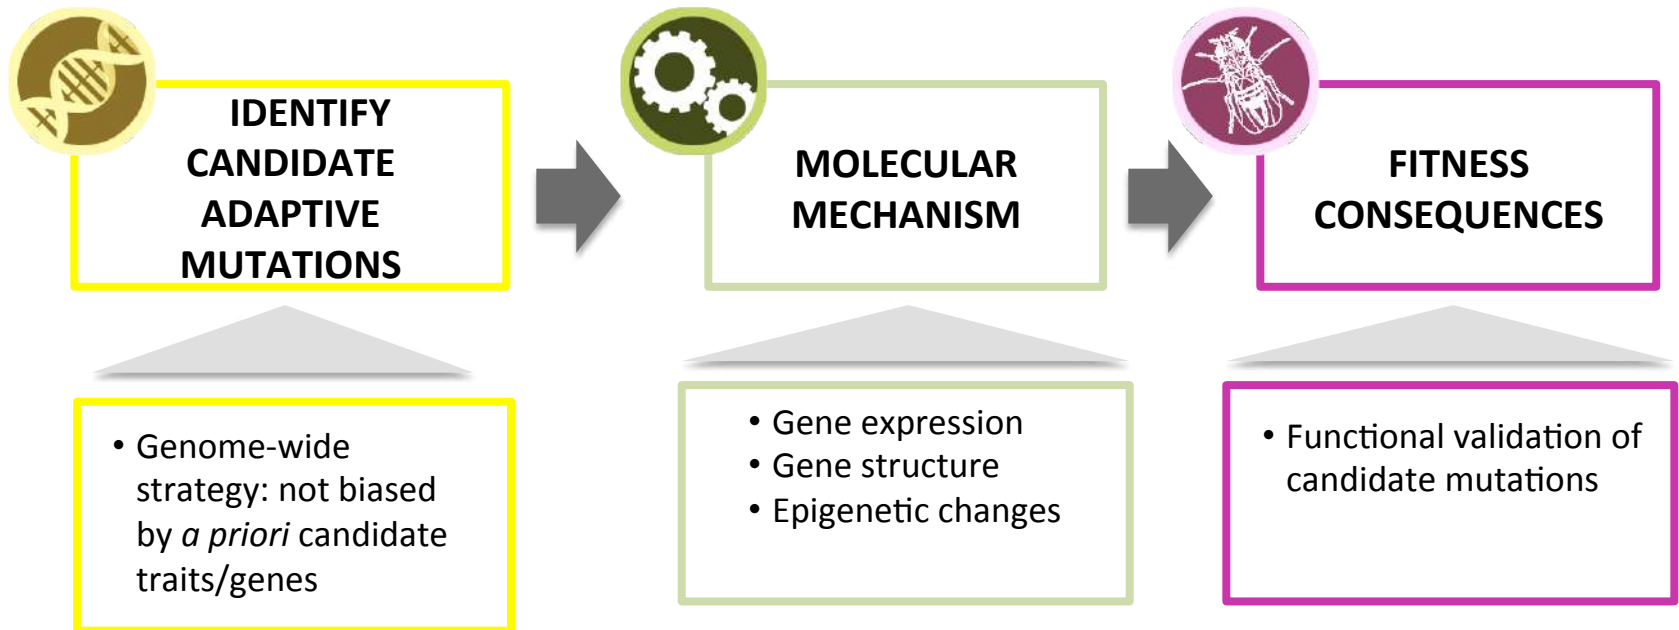 IDENTIFY
CANDIDATE
ADAPTIVE
MUTATIONS
MOLECULAR
MECHANISM
FITNESS
CONSEQUENCES
• Genome-wide
strategy: not biased
by a priori candidate
traits/genes
• Gene expression
• Gene structure
• Epigenetic changes
• Functional validation of
candidate mutations